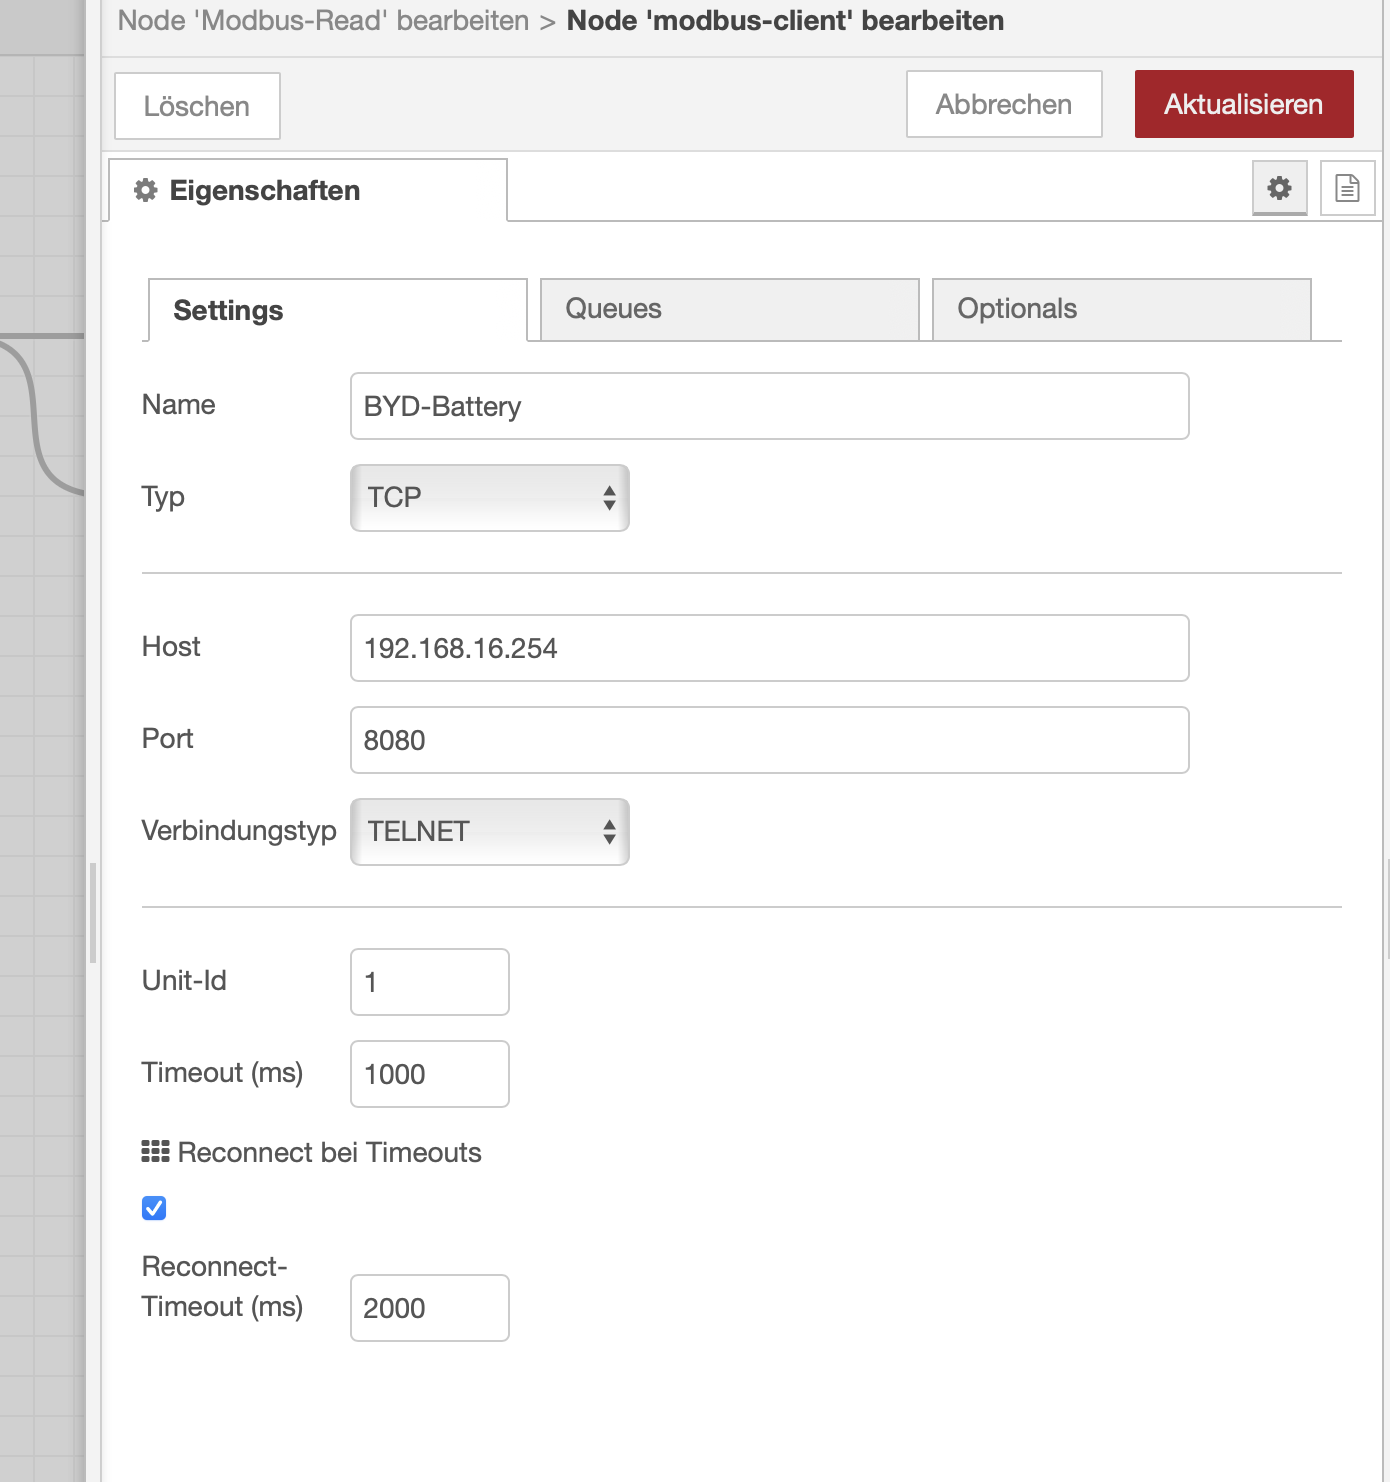 Node 'Modbus-Read' bearbeiten > Node 'modbus-client' bearbeiten
Löschen
Abbrechen
Aktualisieren
Eigenschaften
Settings
Queues
Optionals
Name
BYD-Battery
Typ
TCP
Host
192.168.16.254
Port
8080
Verbindungstyp
TELNET
Unit-Id
1
Timeout (ms)
1000
Reconnect bei Timeouts
Reconnect-
Timeout (ms)
2000